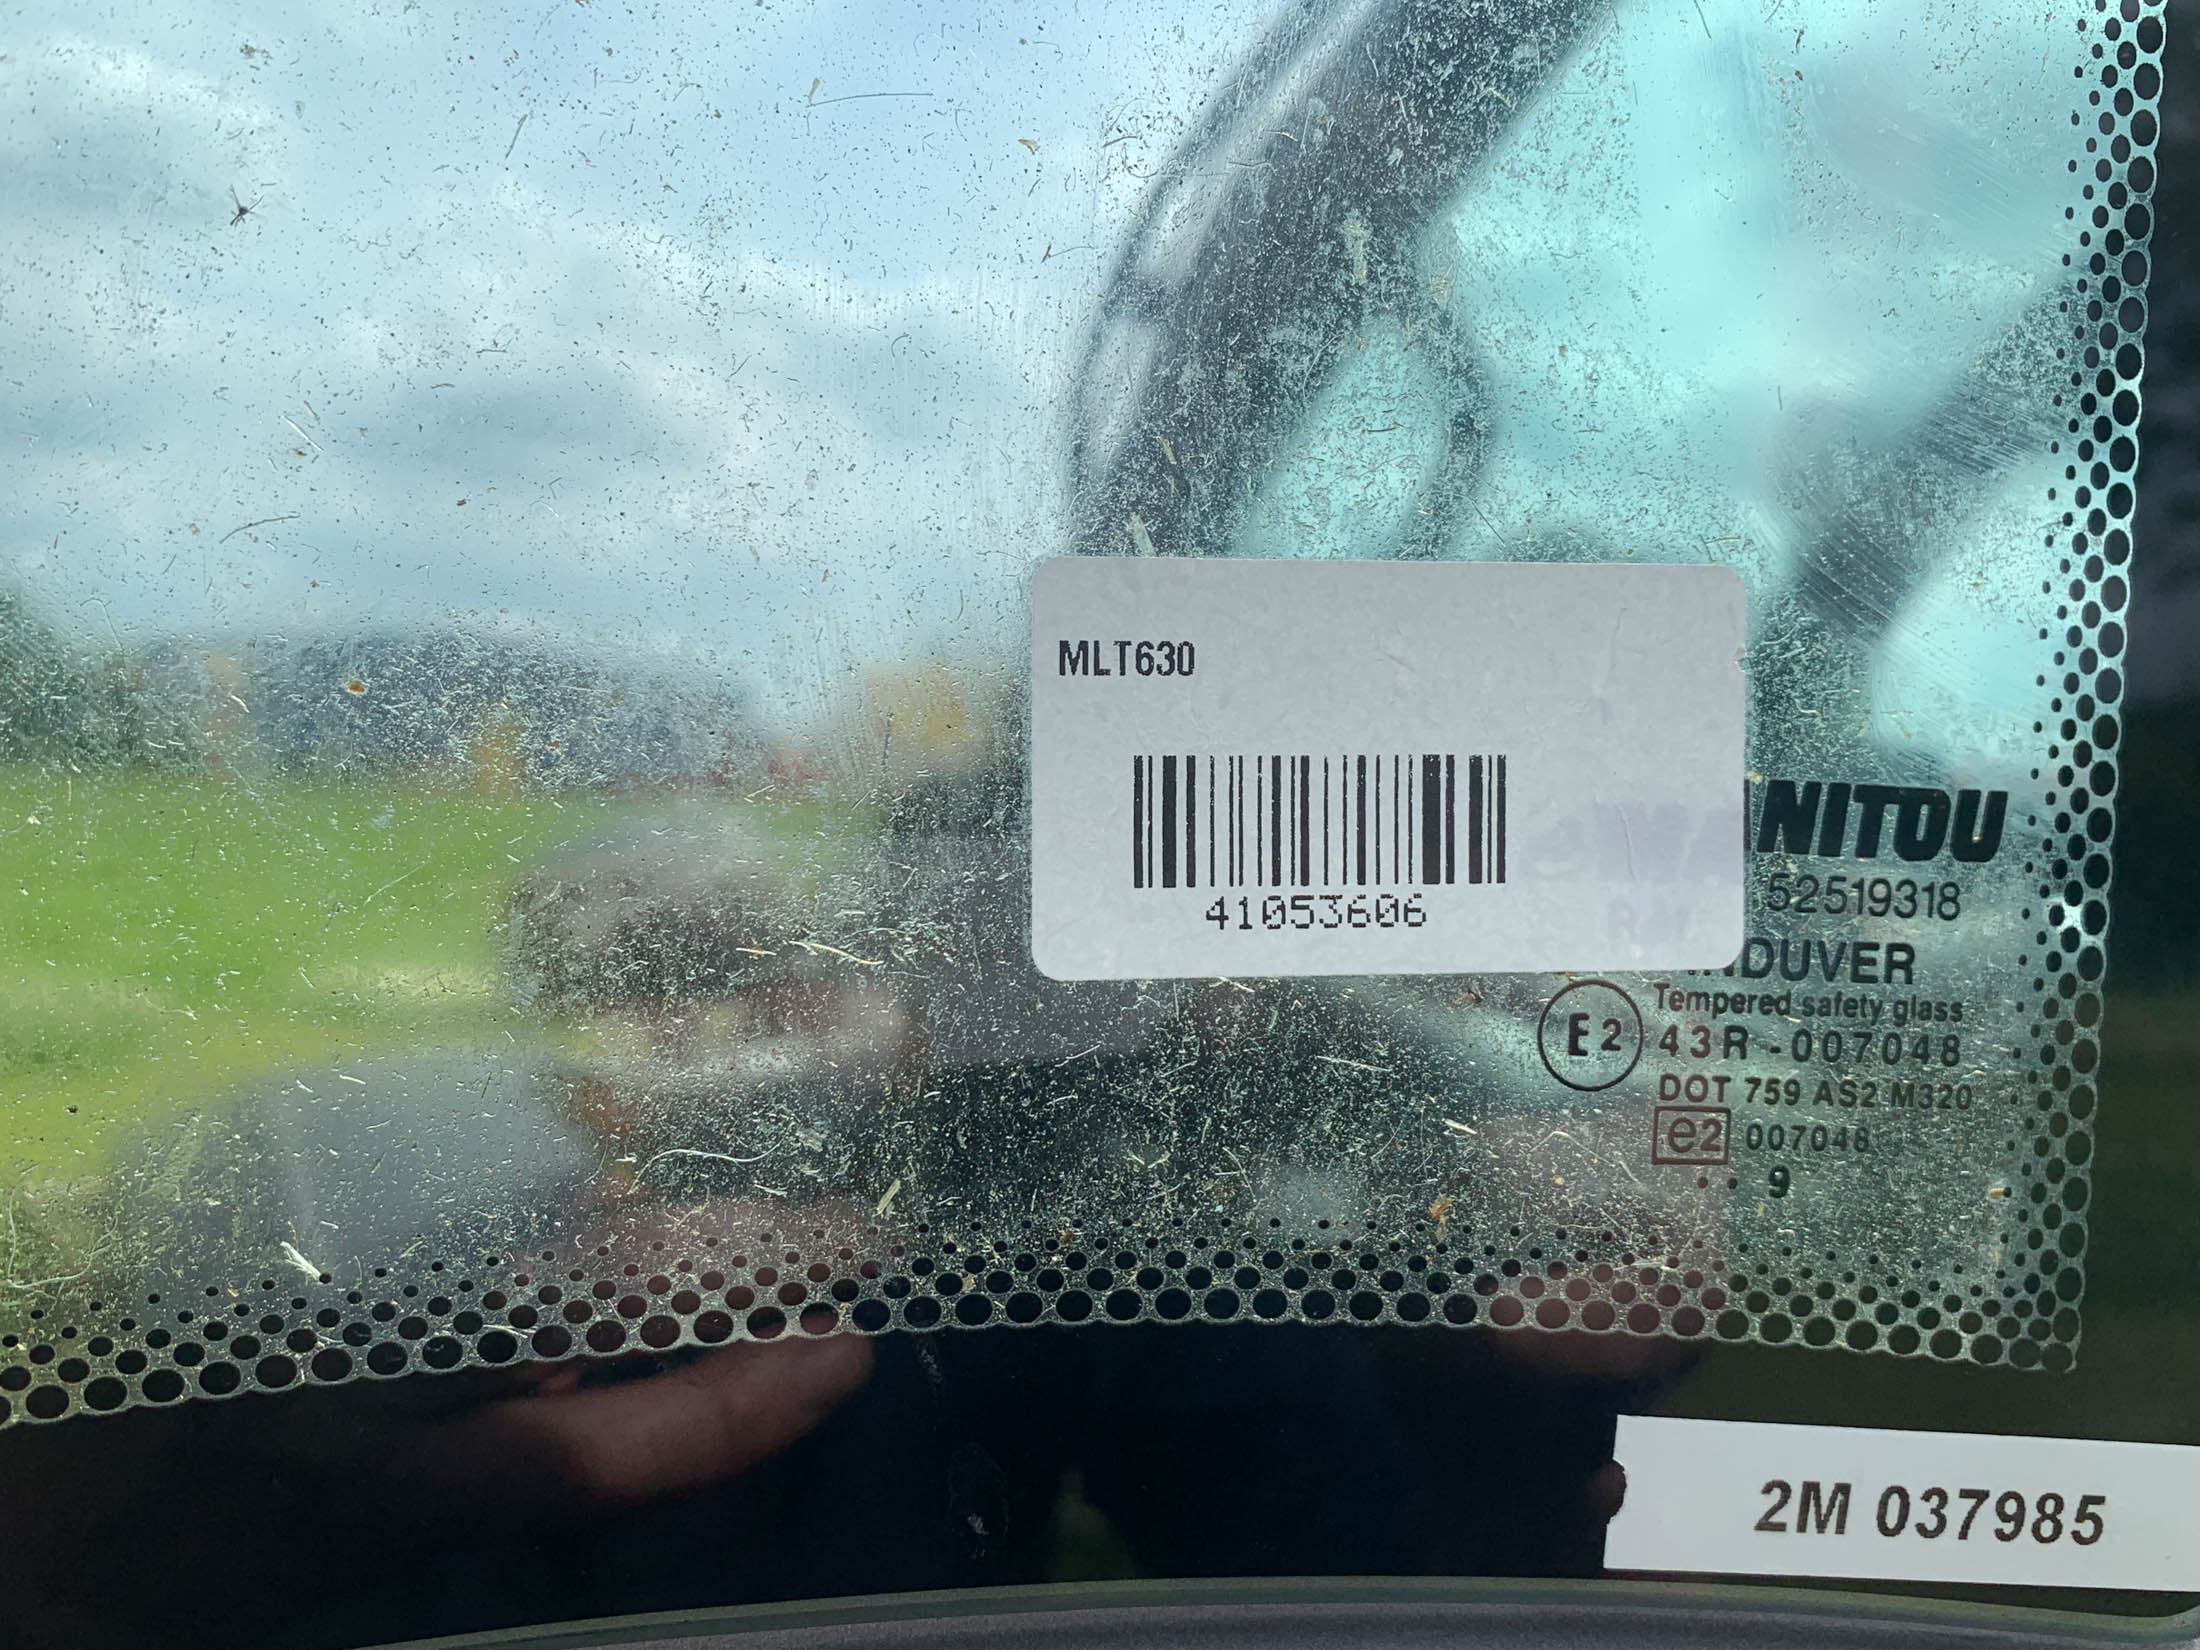 MLT630
41053606
NITOU
52519318
INDUVER
Tempered safety glass
E2
43R-007048
DOT 759 AS2 M320
e2 007048
. . 9
2M 037985